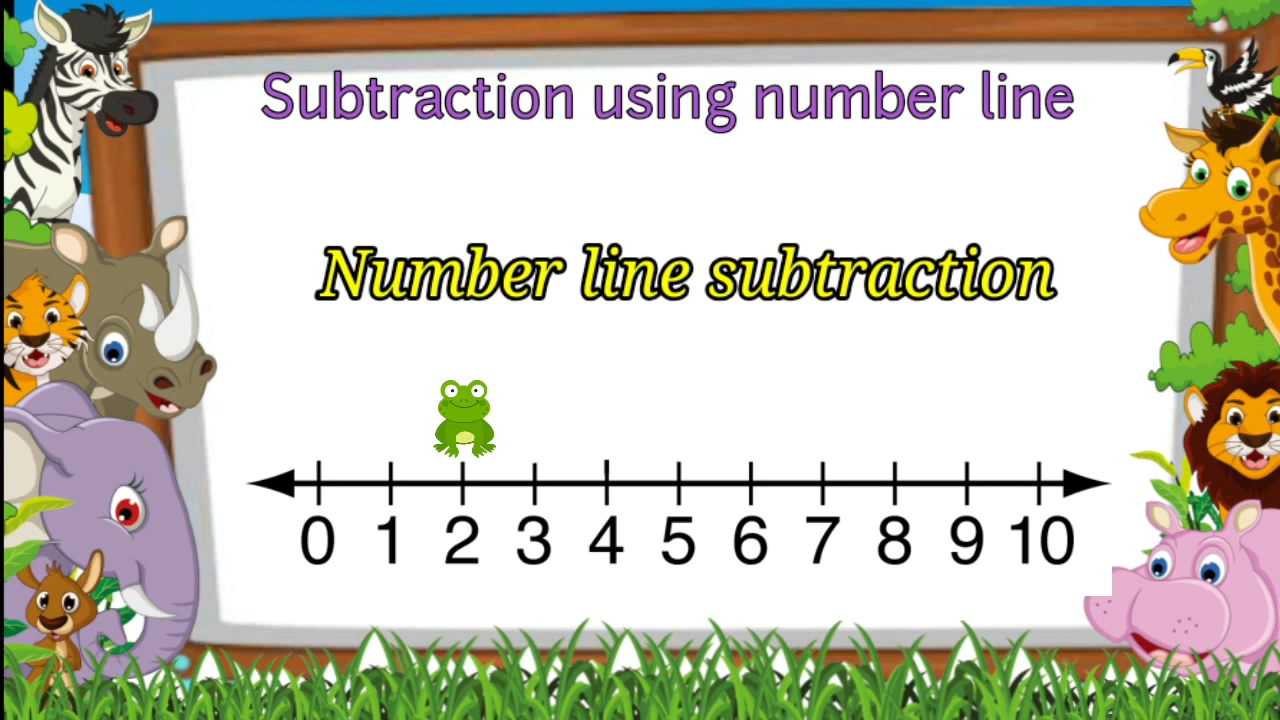 Subtraction using number line
Number line subtraction
0 1 2 3 4 5 6 7 8 9 10